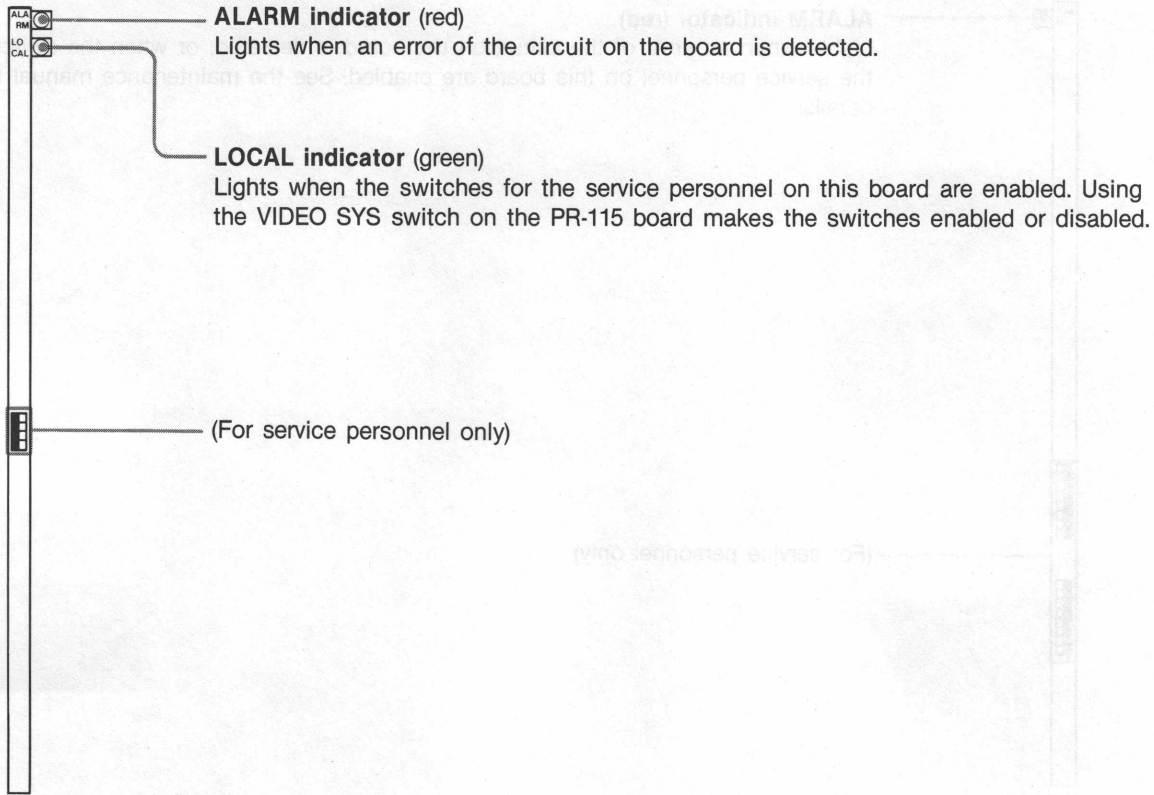 ALA
RM
LO
CAL
ALARM indicator (red)
Lights when an error of the circuit on the board is detected.
LOCAL indicator (green)
Lights when the switches for the service personnel on this board are enabled. Using
the VIDEO SYS switch on the PR-115 board makes the switches enabled or disabled.
(For service personnel only)